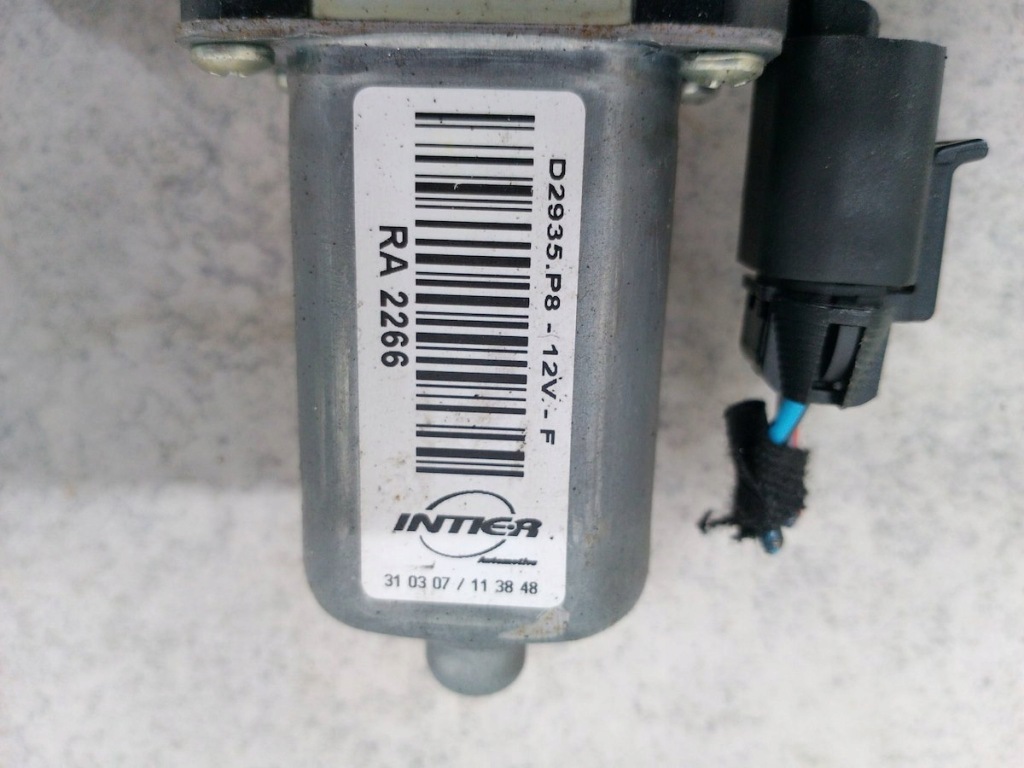 D2935.P8 - 12V - F
RA 2266
INTIER
Automotive
31 03 07 / 11 38 48